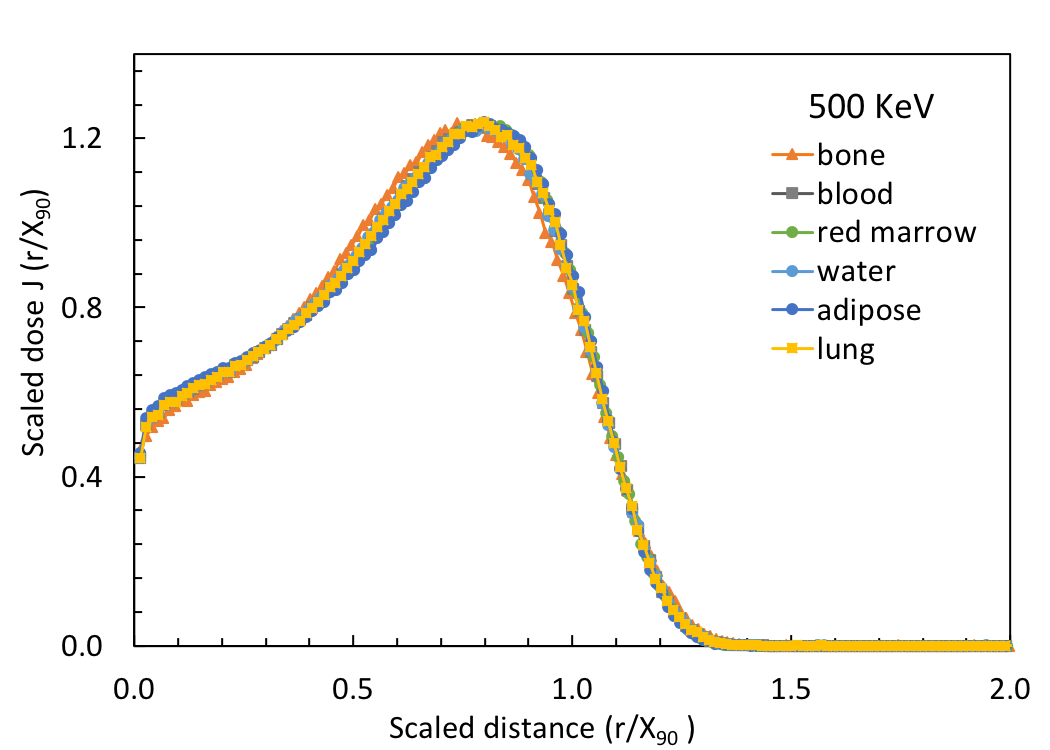 500 KeV
bone
blood
red marrow
water
adipose
lung
Scaled dose J (r/X90)
1.2
0.8
0.4
0.0
0.0 0.5 1.0 1.5 2.0
Scaled distance (r/X90 )